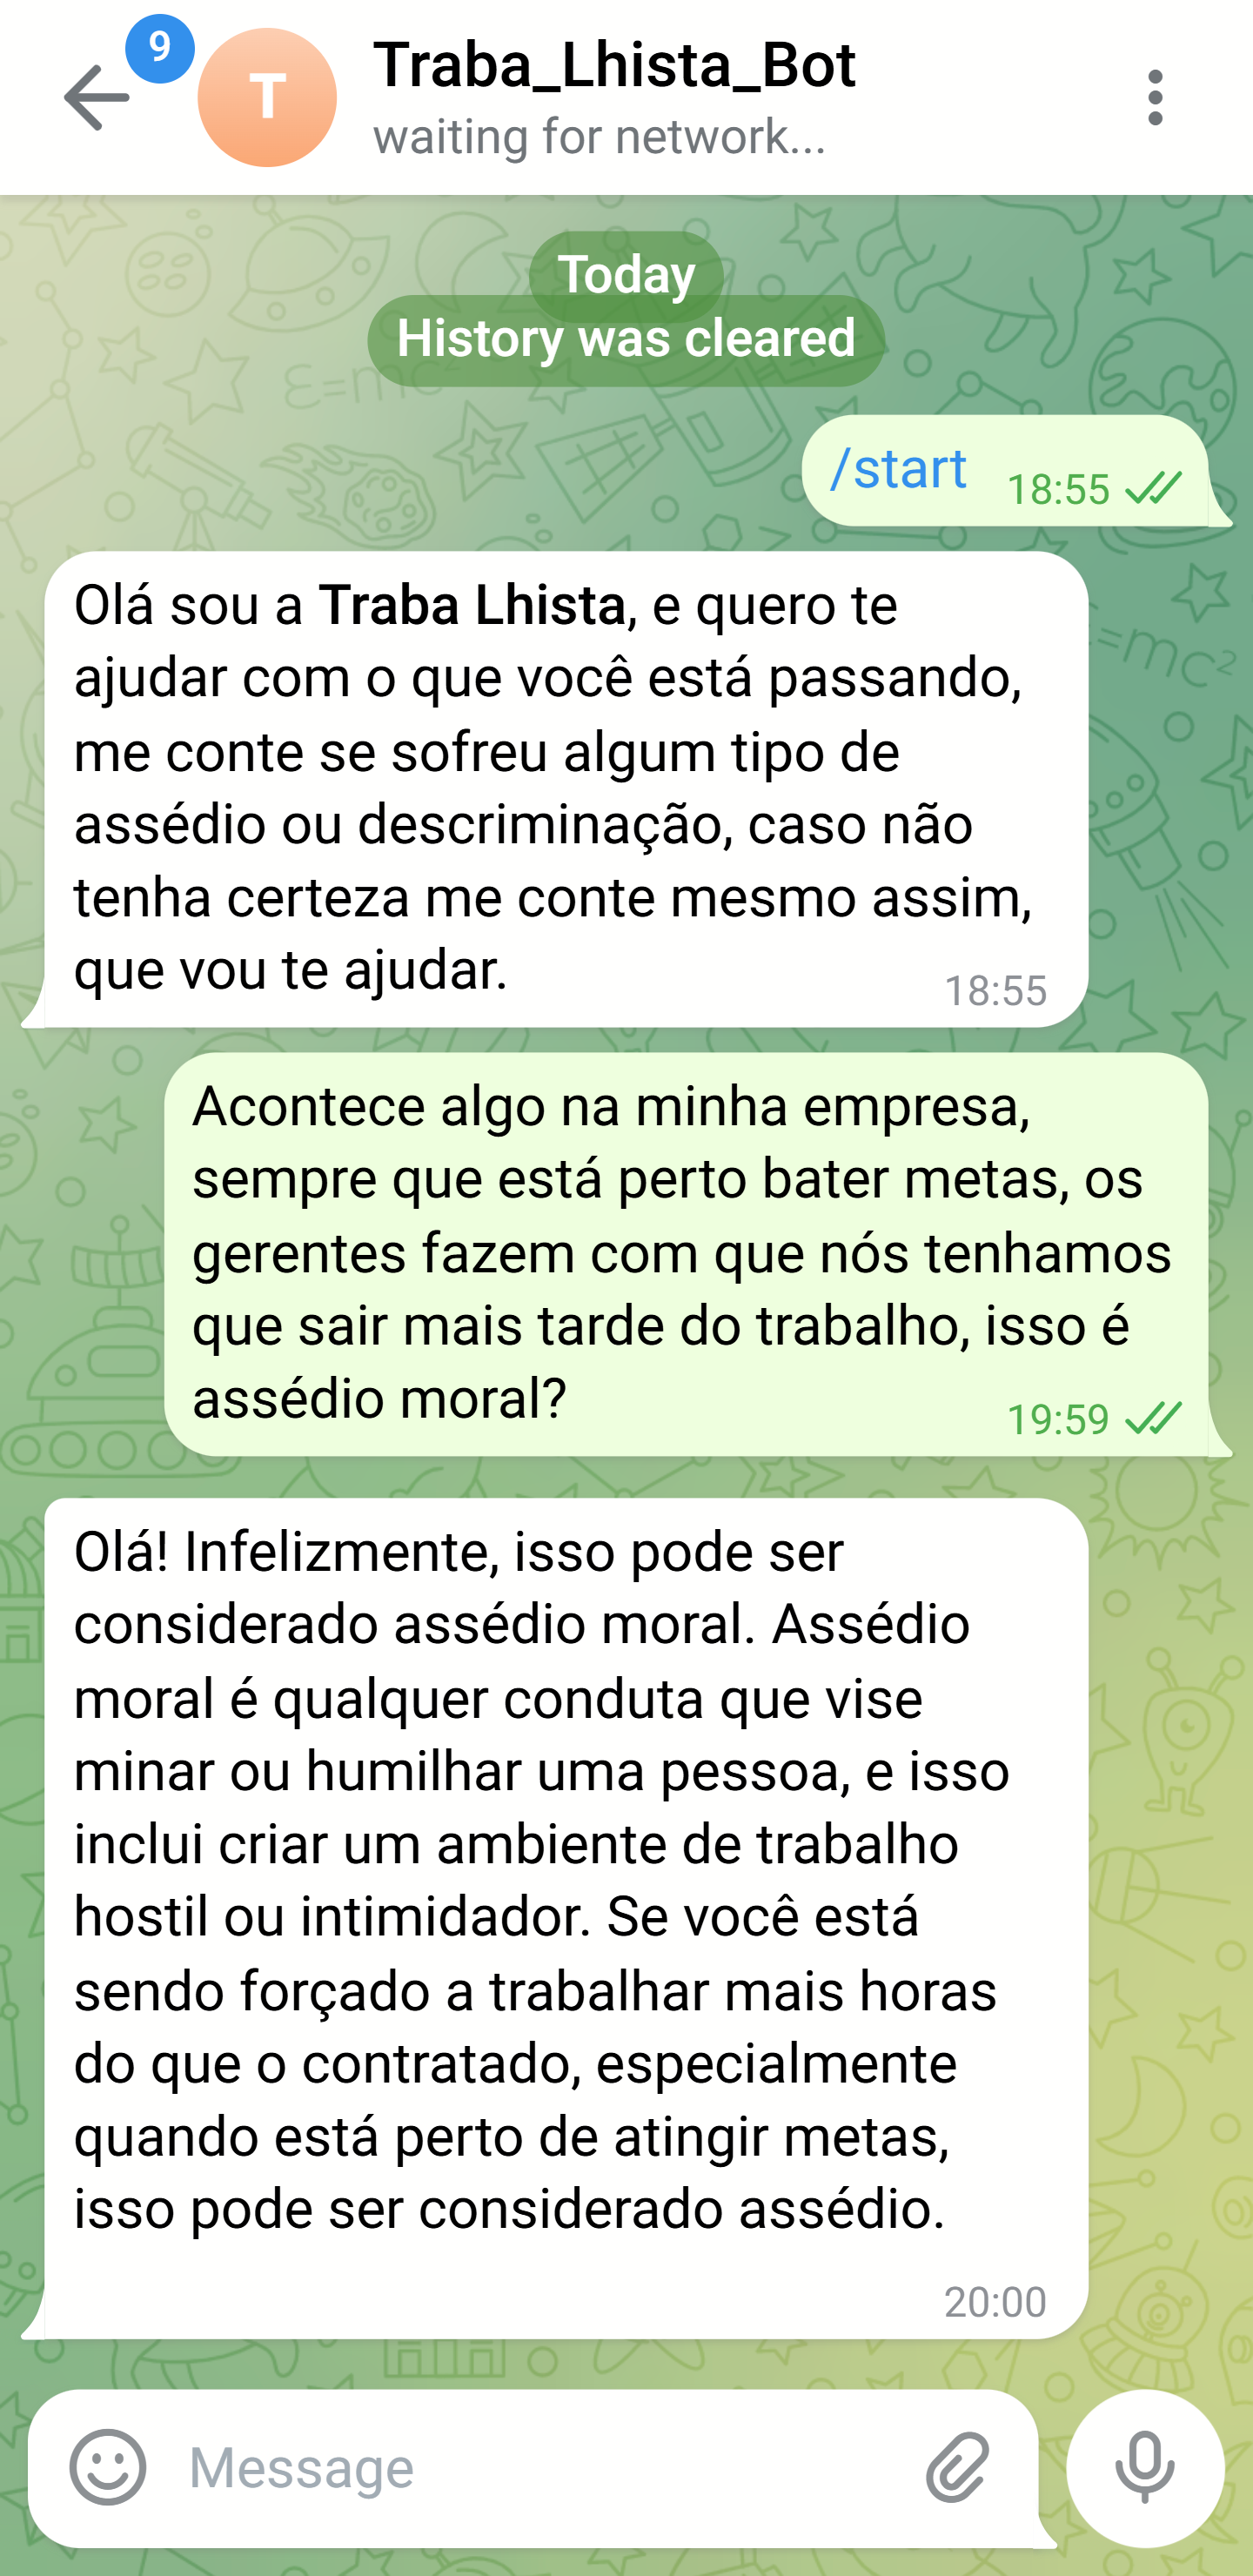 9
T
Traba_Lhista_Bot
waiting for network...
Today
History was cleared
ε=mc²
/start 18:55
Olá sou a Traba Lhista, e quero te
ajudar com o que você está passando,
me conte se sofreu algum tipo de
assédio ou descriminação, caso não
tenha certeza me conte mesmo assim,
que vou te ajudar.
18:55
=mc²
Acontece algo na minha empresa,
sempre que está perto bater metas, os
gerentes fazem com que nós tenhamos
que sair mais tarde do trabalho, isso é
assédio moral?
19:59
Olá! Infelizmente, isso pode ser
considerado assédio moral. Assédio
moral é qualquer conduta que vise
minar ou humilhar uma pessoa, e isso
inclui criar um ambiente de trabalho
hostil ou intimidador. Se você está
sendo forçado a trabalhar mais horas
do que o contratado, especialmente
quando está perto de atingir metas,
isso pode ser considerado assédio.
20:00
Message